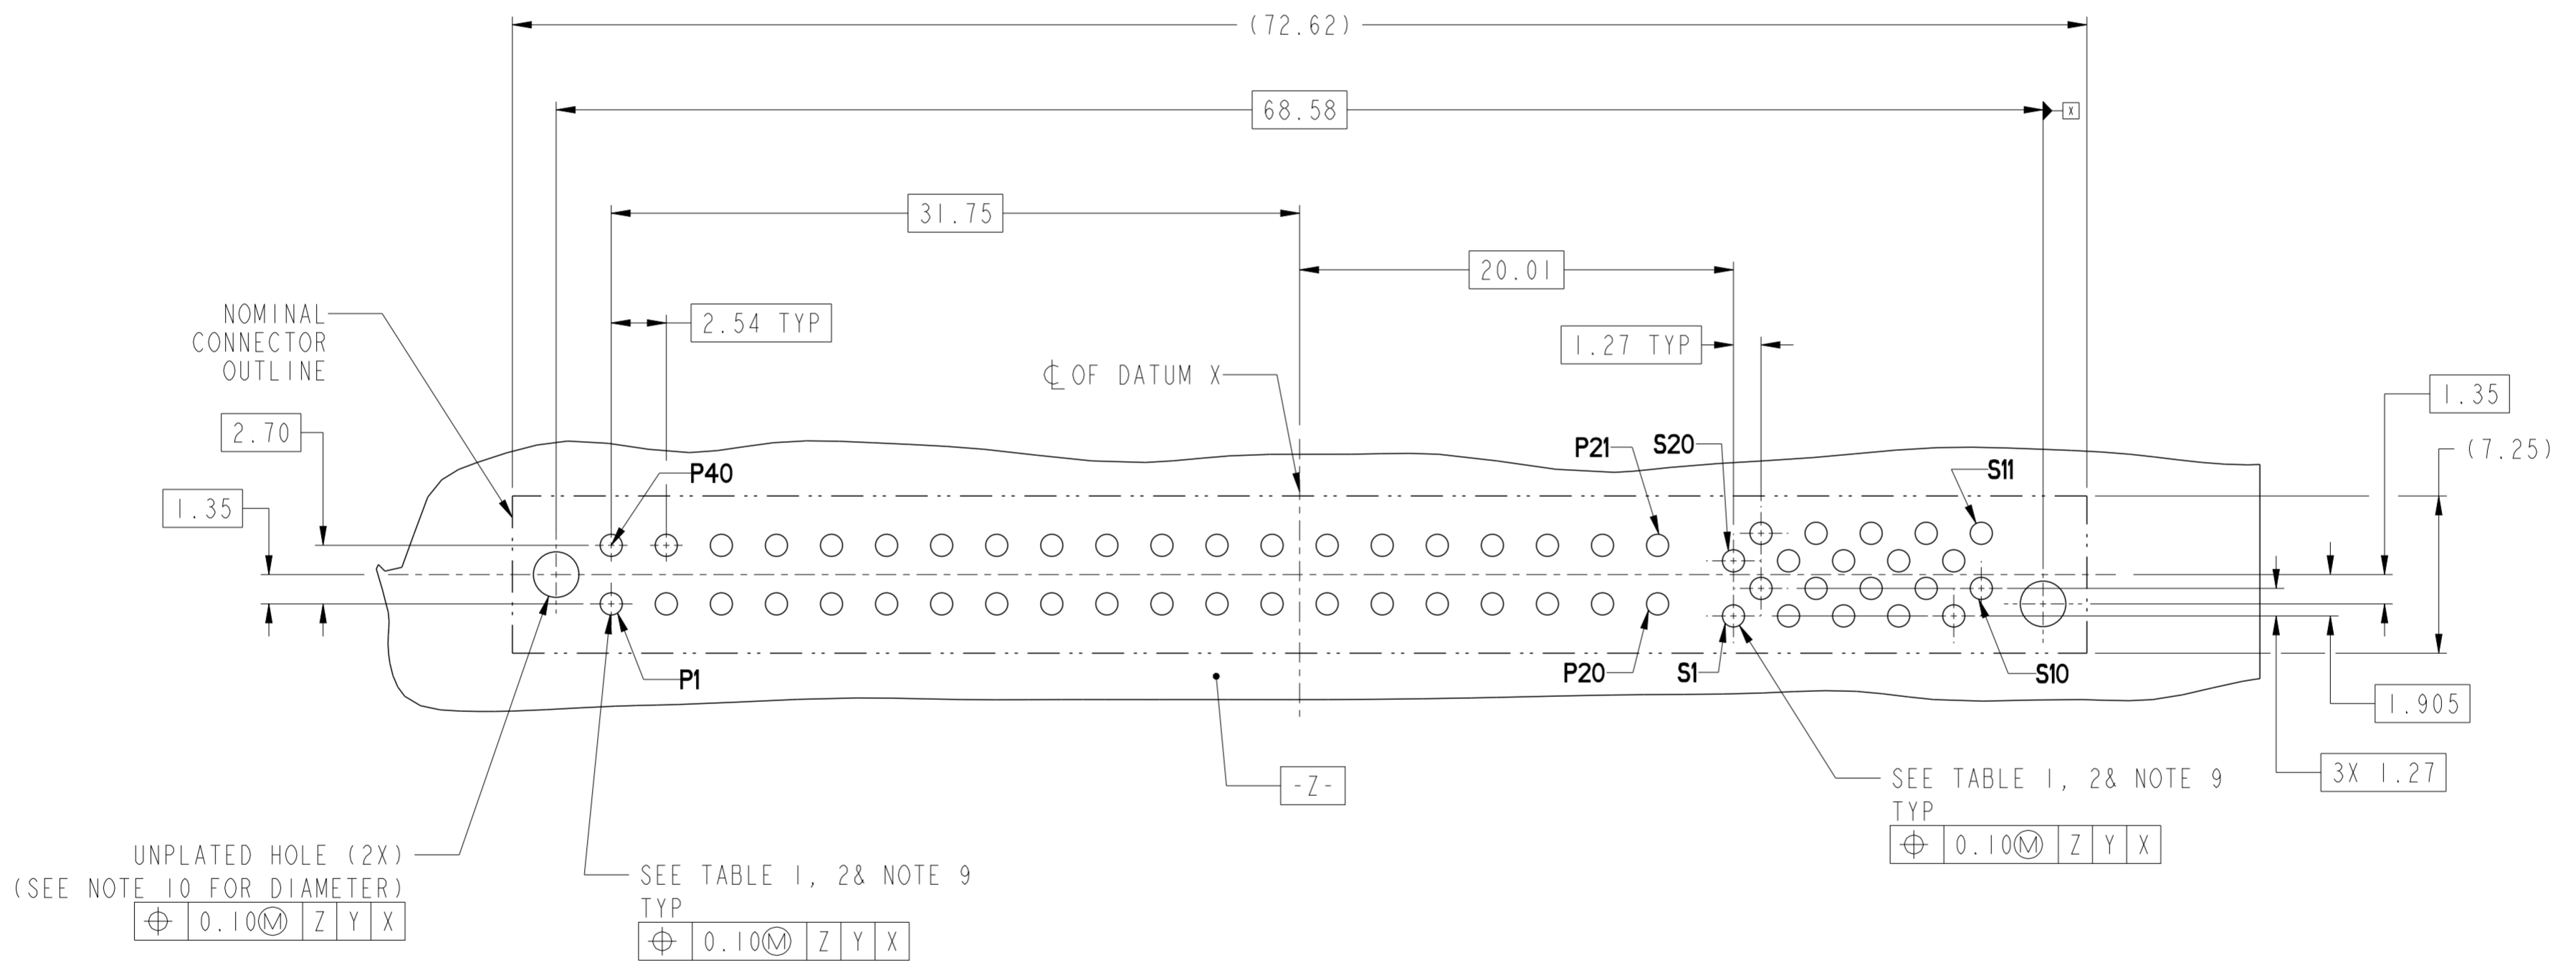 (72.62)
68.58
X
31.75
20.01
NOMINAL
CONNECTOR
OUTLINE
2.54 TYP
1.27 TYP
℄ OF DATUM X
1.35
2.70
P21
S20
(7.25)
P40
S11
1.35
P1
P20
S1
S10
1.905
-Z-
3X 1.27
SEE TABLE 1, 2& NOTE 9
TYP
⌖ 0.10Ⓜ Z Y X
UNPLATED HOLE (2X)
(SEE NOTE 10 FOR DIAMETER)
⌖ 0.10Ⓜ Z Y X
SEE TABLE 1, 2& NOTE 9
TYP
⌖ 0.10Ⓜ Z Y X